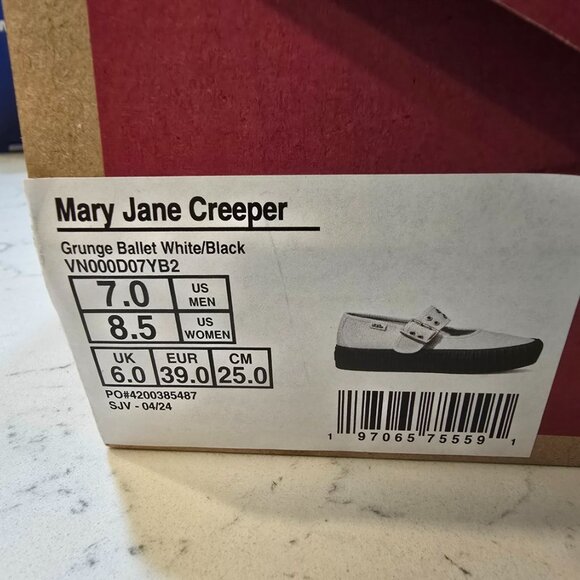 Mary Jane Creeper
Grunge Ballet White/Black
VN000D07YB2
7.0 US MEN
8.5 US WOMEN
UK EUR CM
6.0 39.0 25.0
PO#4200385487
SJV - 04/24
1 97065 75559 1